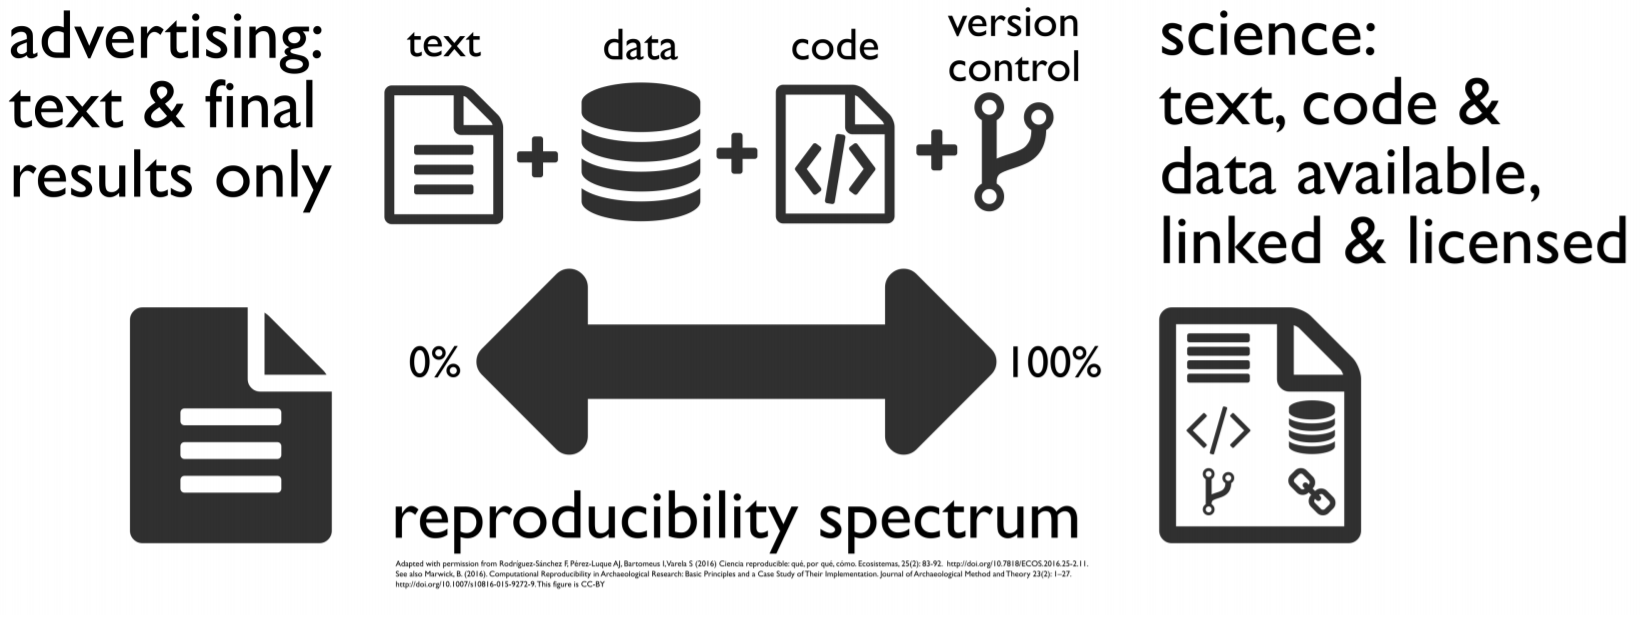 advertising:
text & final
results only
text
data
code
version
control
science:
text, code &
data available,
linked & licensed
0%
100%
reproducibility spectrum
Adapted with permission from Rodríguez-Sánchez F, Pérez-Luque AJ, Bartomeus I, Varela S (2016) Ciencia reproducible: qué, por qué, cómo. Ecosistemas, 25(2): 83-92. http://doi.org/10.7818/ECOS.2016.25-2.11.
See also Marwick, B. (2016). Computational Reproducibility in Archaeological Research: Basic Principles and a Case Study of Their Implementation. Journal of Archaeological Method and Theory 23(2): 1–27.
http://doi.org/10.1007/s10816-015-9272-9. This figure is CC-BY